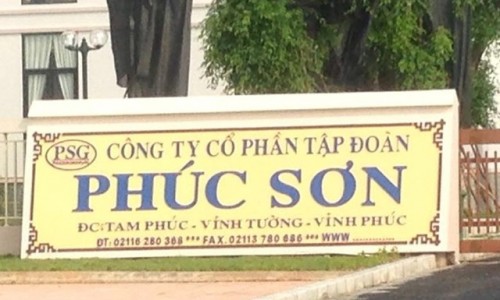 PSG
CÔNG TY CỔ PHẦN TẬP ĐOÀN
PHÚC SƠN
ĐC: TAM PHÚC - VĨNH TƯỜNG - VĨNH PHÚC
ĐT: 02116 280 368 *** FAX. 02113 780 686 *** WWW